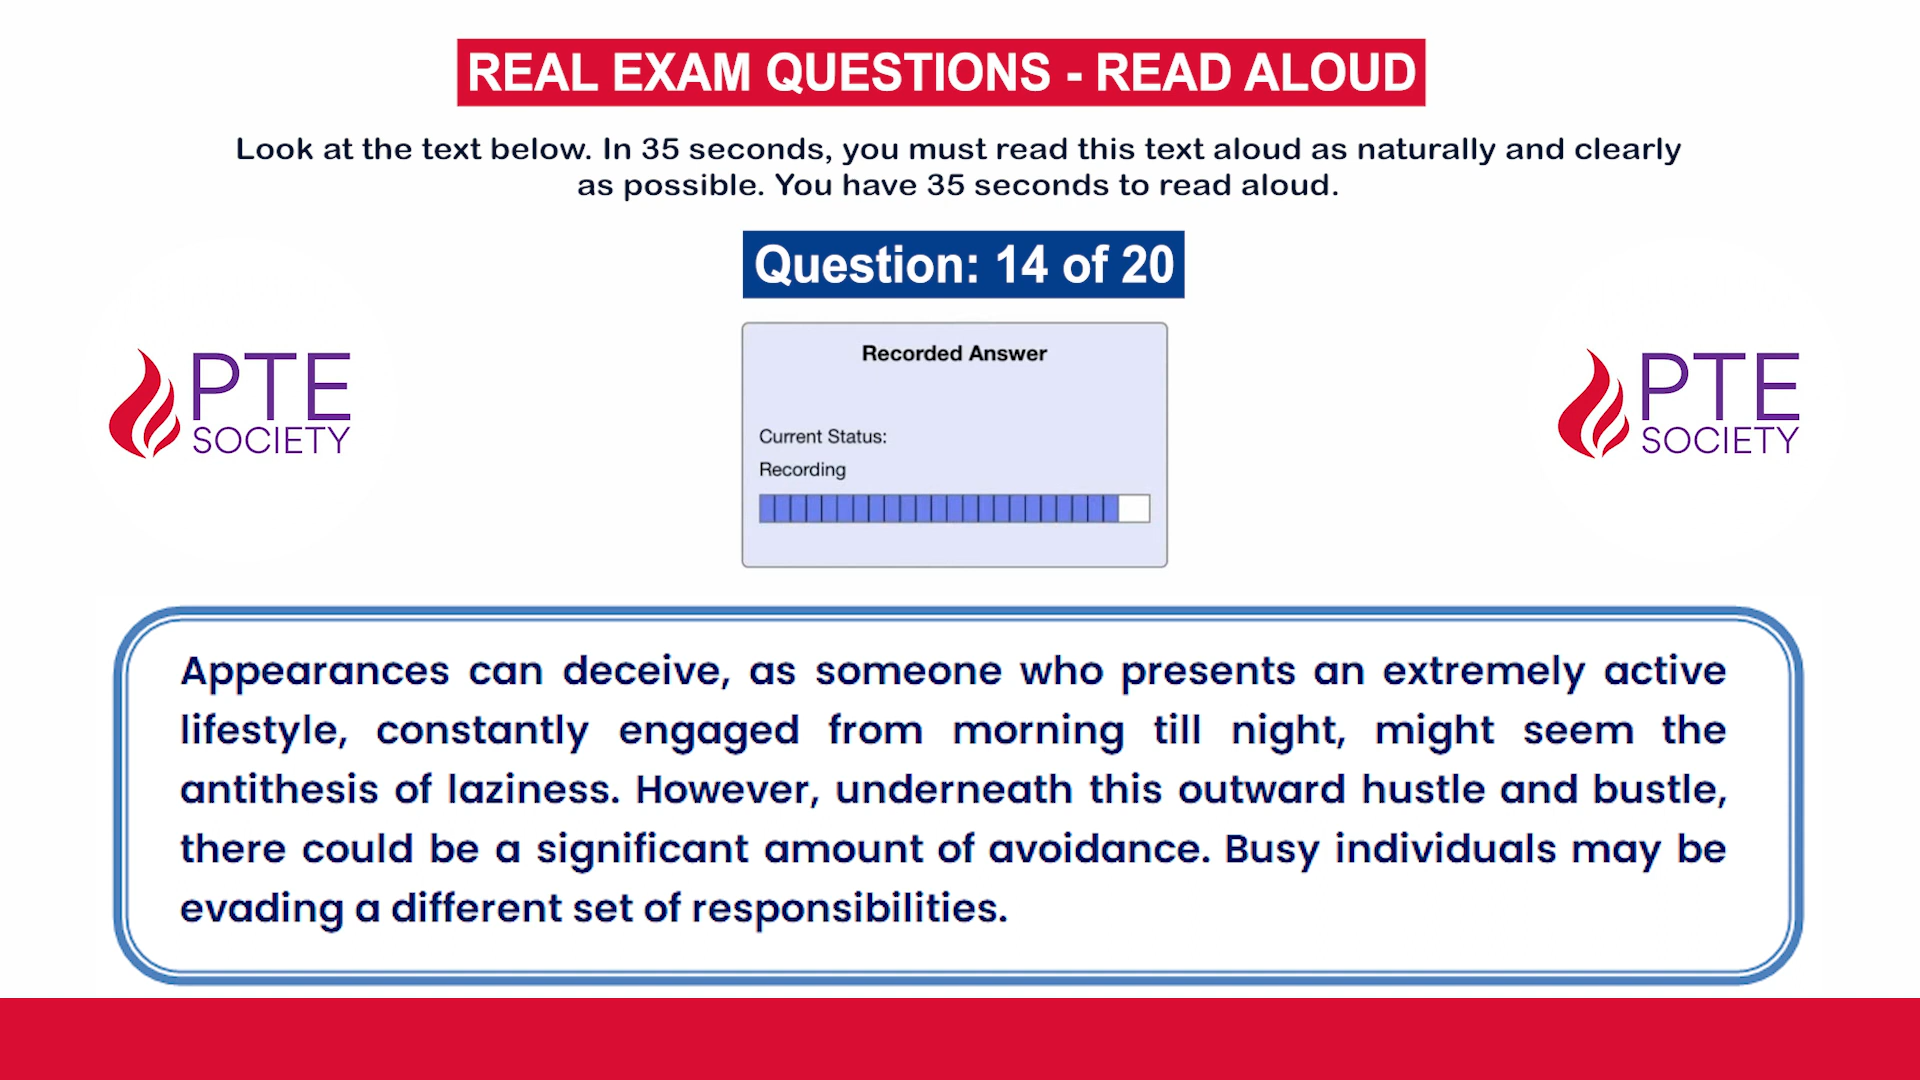 REAL EXAM QUESTIONS - READ ALOUD
Look at the text below. In 35 seconds, you must read this text aloud as naturally and clearly
as possible. You have 35 seconds to read aloud.
Question: 14 of 20
PTE
SOCIETY
Recorded Answer
Current Status:
Recording
PTE
SOCIETY
Appearances can deceive, as someone who presents an extremely active
lifestyle, constantly engaged from morning till night, might seem the
antithesis of laziness. However, underneath this outward hustle and bustle,
there could be a significant amount of avoidance. Busy individuals may be
evading a different set of responsibilities.